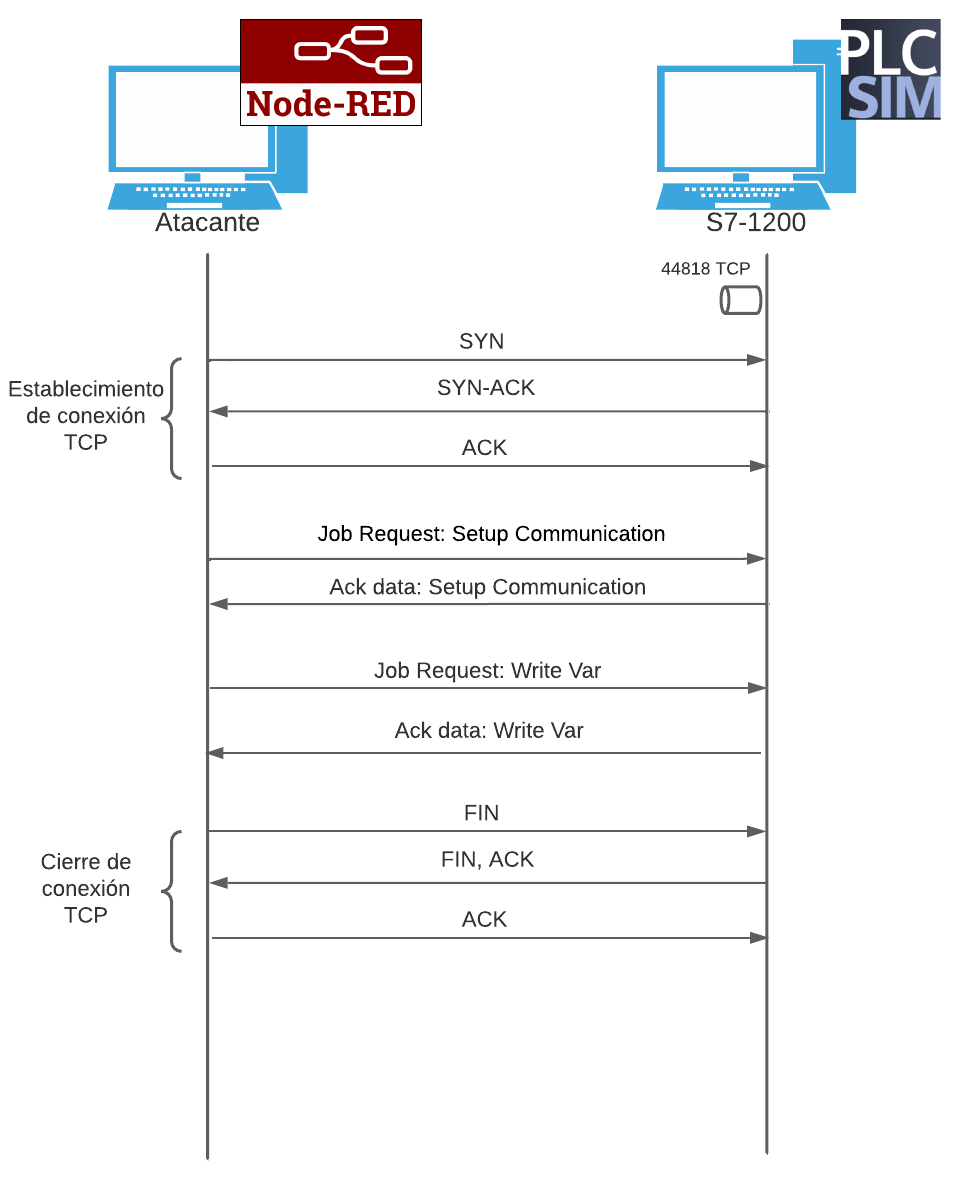 Node-RED
PLC
SIM
Atacante
S7-1200
44818 TCP
SYN
Establecimiento
de conexión
TCP
SYN-ACK
ACK
Job Request: Setup Communication
Ack data: Setup Communication
Job Request: Write Var
Ack data: Write Var
FIN
Cierre de
conexión
TCP
FIN, ACK
ACK